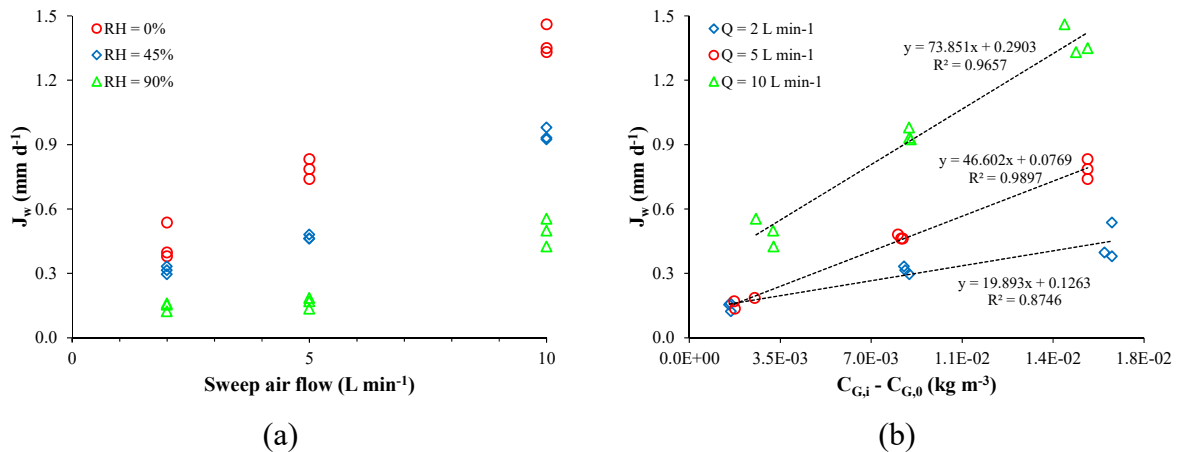 1.5
1.2
0.9
0.6
0.3
0.0
J_w (mm d⁻¹)
RH = 0%
RH = 45%
RH = 90%
0 5 10
Sweep air flow (L min⁻¹)
(a)
1.5
1.2
0.9
0.6
0.3
0.0
J_w (mm d⁻¹)
Q = 2 L min-1
Q = 5 L min-1
Q = 10 L min-1
y = 73.851x + 0.2903
R² = 0.9657
y = 46.602x + 0.0769
R² = 0.9897
y = 19.893x + 0.1263
R² = 0.8746
0.0E+00 3.5E-03 7.0E-03 1.1E-02 1.4E-02 1.8E-02
C_G,i - C_G,0 (kg m⁻³)
(b)